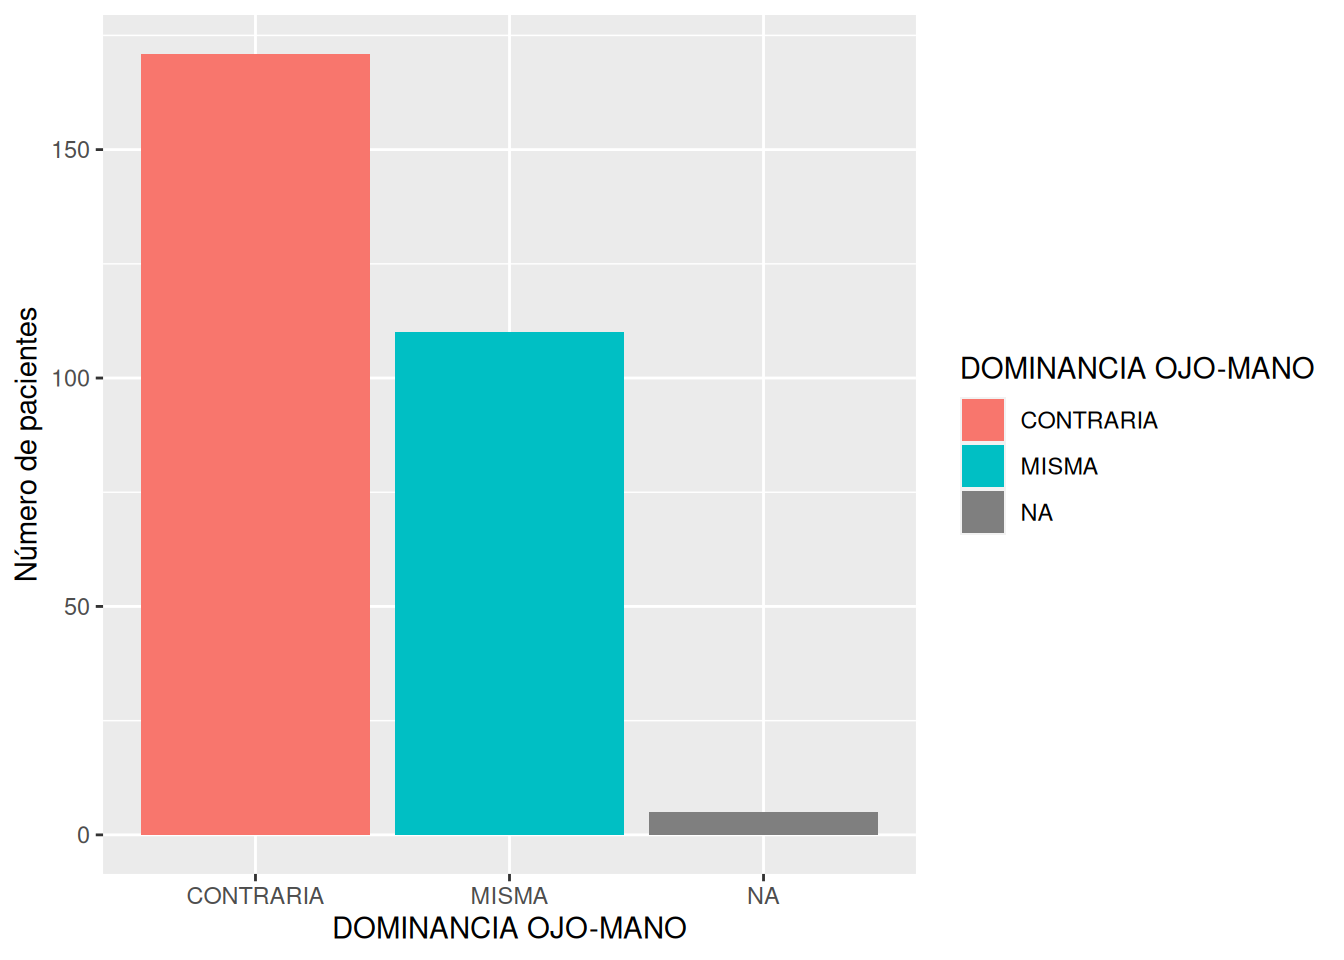 Número de pacientes
150
100
50
0
CONTRARIA
MISMA
NA
DOMINANCIA OJO-MANO
DOMINANCIA OJO-MANO
CONTRARIA
MISMA
NA